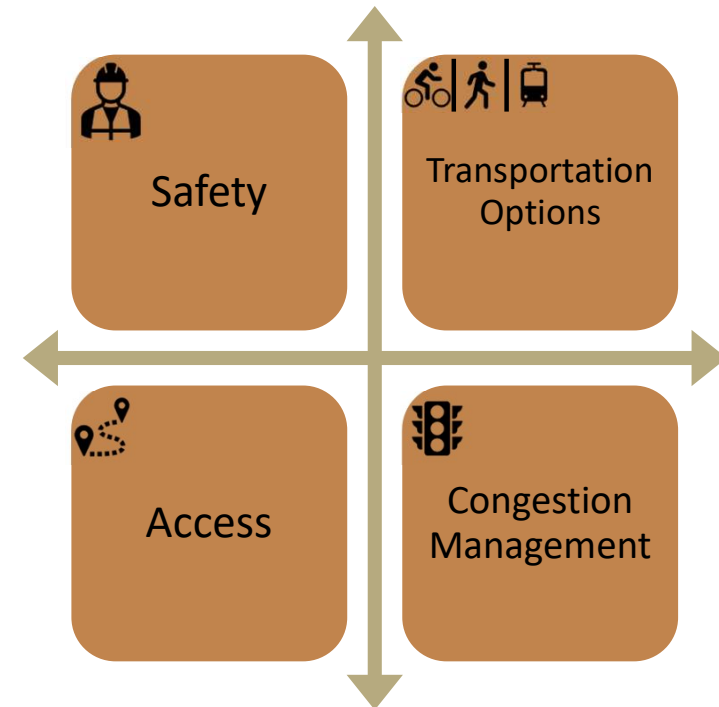 Safety
Transportation
Options
Access
Congestion
Management